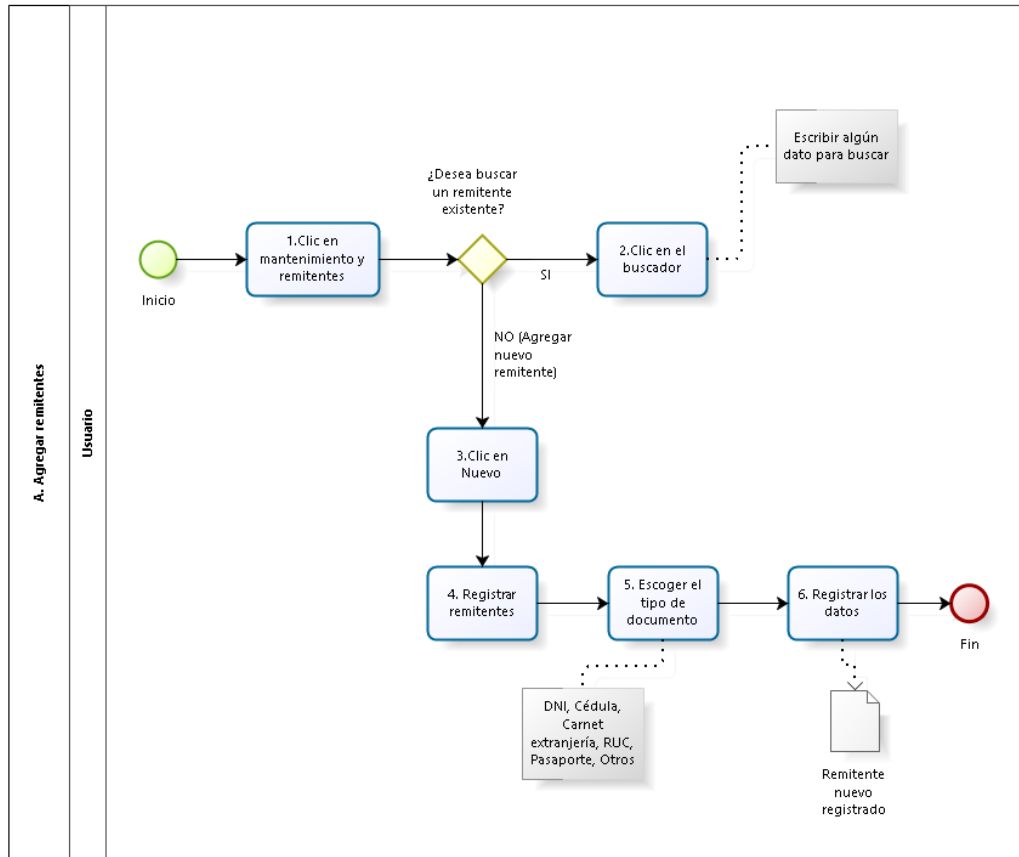 A. Agregar remitentes
Usuario
Inicio
1.Clic en
mantenimiento y
remitentes
¿Desea buscar
un remitente
existente?
SI
2.Clic en el
buscador
Escribir algún
dato para buscar
NO (Agregar
nuevo
remitente)
3.Clic en
Nuevo
4. Registrar
remitentes
5. Escoger el
tipo de
documento
DNI, Cédula,
Carnet
extranjería, RUC,
Pasaporte, Otros
6. Registrar los
datos
Remitente
nuevo
registrado
Fin